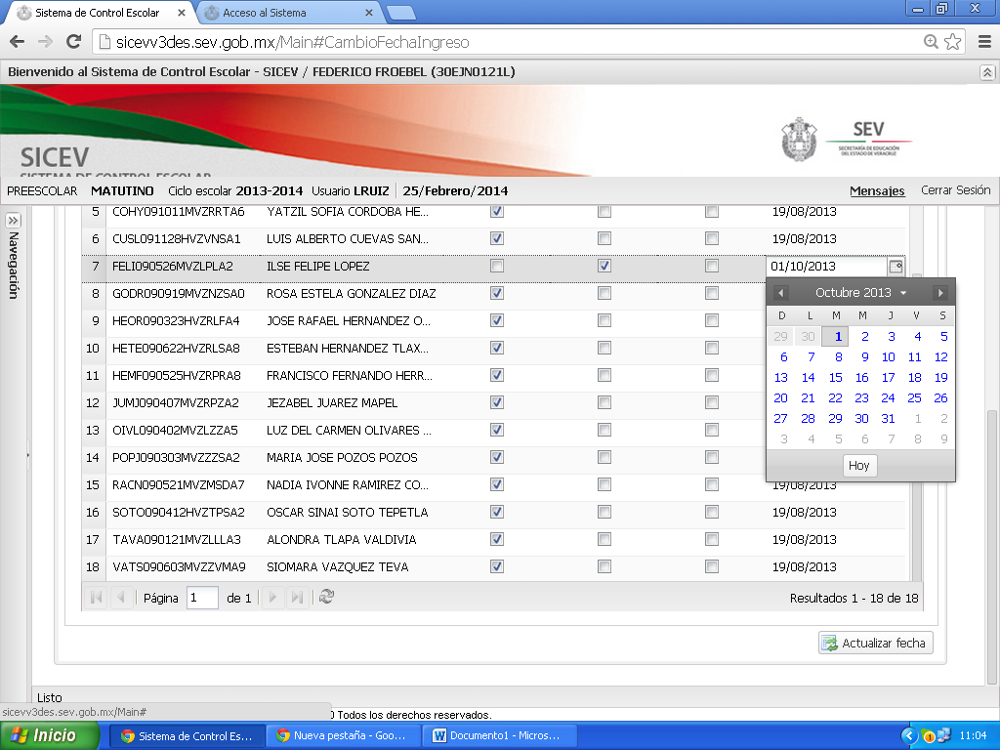 Sistema de Control Escolar
Acceso al Sistema
sicevv3des.sev.gob.mx/Main#CambioFechaIngreso
Bienvenido al Sistema de Control Escolar - SICEV / FEDERICO FROEBEL (30EJN0121L)
SICEV
SISTEMA DE CONTROL ESCOLAR
SEV
SECRETARÍA DE EDUCACIÓN
DEL ESTADO DE VERACRUZ
PREESCOLAR MATUTINO Ciclo escolar 2013-2014 Usuario LRUIZ 25/Febrero/2014 Mensajes Cerrar Sesión
Navegación
5 COHY091011MVZRRTA6 YATZIL SOFIA CORDOBA HE... 19/08/2013
6 CUSL091128HVZVNSA1 LUIS ALBERTO CUEVAS SAN... 19/08/2013
7 FELI090526MVZLPLA2 ILSE FELIPE LOPEZ 01/10/2013
8 GODR090919MVZNZSA0 ROSA ESTELA GONZALEZ DIAZ
9 HEOR090323HVZRLFA4 JOSE RAFAEL HERNANDEZ O...
10 HETE090622HVZRLSA8 ESTEBAN HERNANDEZ TLAX...
11 HEMF090525HVZRPRA8 FRANCISCO FERNANDO HERR...
12 JUMJ090407MVZRPZA2 JEZABEL JUAREZ MAPEL
13 OIVL090402MVZLZZA5 LUZ DEL CARMEN OLIVARES ...
14 POPJ090303MVZZZSA2 MARIA JOSE POZOS POZOS
15 RACN090521MVZMSDA7 NADIA IVONNE RAMIREZ CO... 19/08/2013
16 SOTO090412HVZTPSA2 OSCAR SINAI SOTO TEPETLA 19/08/2013
17 TAVA090121MVZLLLA3 ALONDRA TLAPA VALDIVIA 19/08/2013
18 VATS090603MVZZVMA9 SIOMARA VAZQUEZ TEVA 19/08/2013
Octubre 2013
D L M M J V S
29 30 1 2 3 4 5
6 7 8 9 10 11 12
13 14 15 16 17 18 19
20 21 22 23 24 25 26
27 28 29 30 31 1 2
3 4 5 6 7 8 9
Hoy
Página 1 de 1 Resultados 1 - 18 de 18
Actualizar fecha
Listo
sicevv3des.sev.gob.mx/Main#
Todos los derechos reservados.
Inicio Sistema de Control Es... Nueva pestaña - Goo... Documento1 - Micros... 11:04